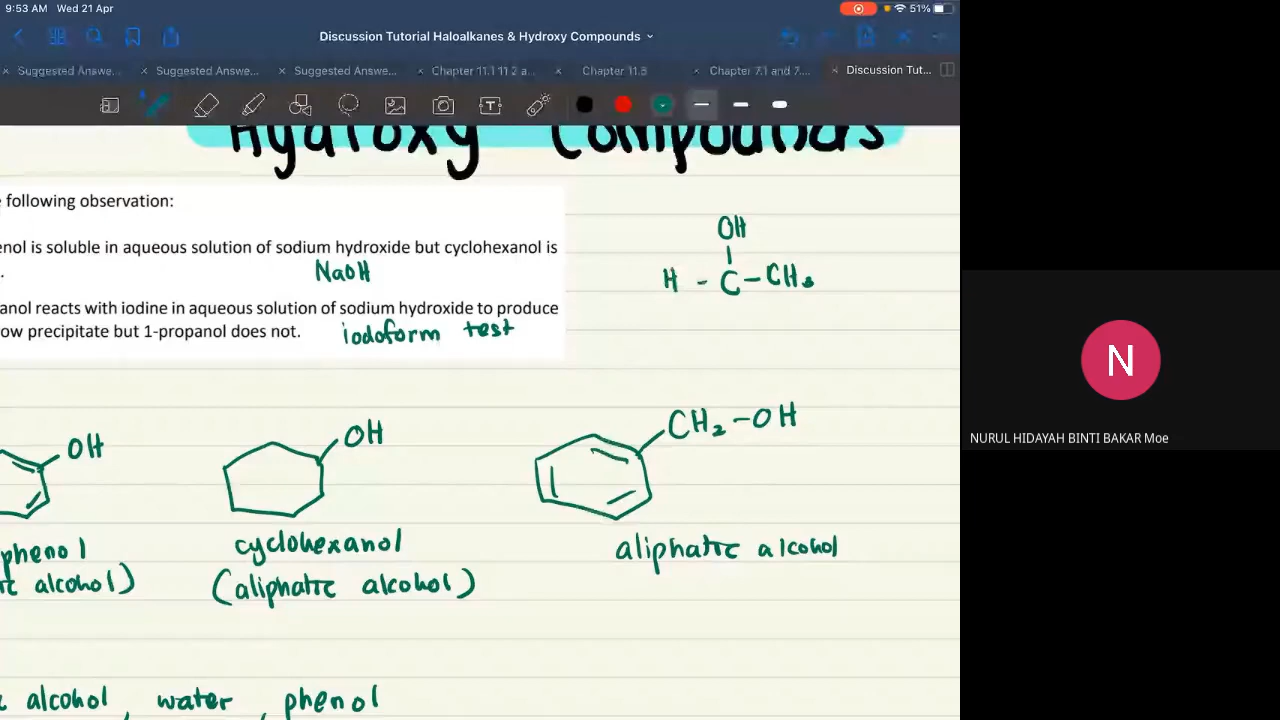 9:53 AM Wed 21 Apr
51%
Discussion Tutorial Haloalkanes & Hydroxy Compounds
Suggested Answe...
Suggested Answe...
Suggested Answe...
Chapter 11.1 11 2 a...
Chapter 11.
Chapter 7.1 and 7....
Discussion Tut...
Hydroxy Compounds
e following observation:
enol is soluble in aqueous solution of sodium hydroxide but cyclohexanol is
.
NaOH
anol reacts with iodine in aqueous solution of sodium hydroxide to produce
low precipitate but 1-propanol does not.
iodoform test
OH
H - C - CH₃
OH
OH
CH₂-OH
phenol
ic alcohol)
cyclohexanol
(aliphatic alcohol)
aliphatic alcohol
c alcohol, water, phenol
N
NURUL HIDAYAH BINTI BAKAR Moe